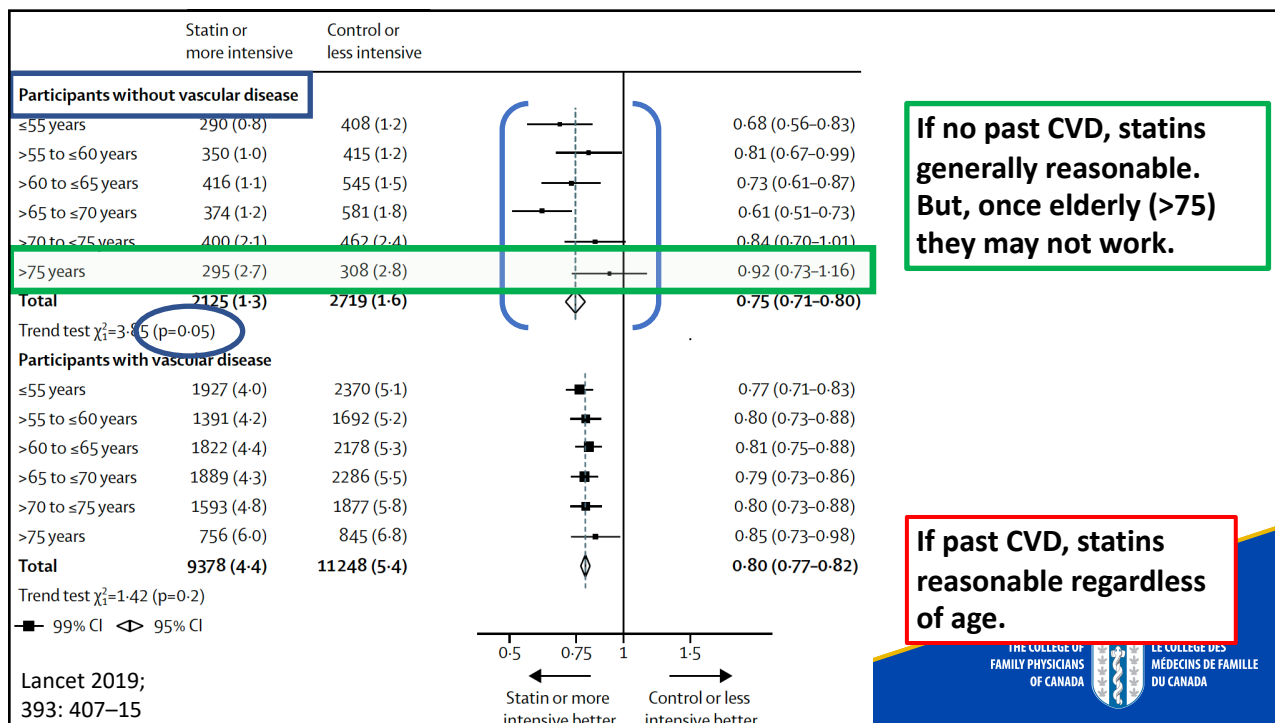 Statin or Control or
more intensive less intensive
Participants without vascular disease
≤55 years 290 (0·8) 408 (1·2) 0·68 (0·56–0·83)
>55 to ≤60 years 350 (1·0) 415 (1·2) 0·81 (0·67–0·99)
>60 to ≤65 years 416 (1·1) 545 (1·5) 0·73 (0·61–0·87)
>65 to ≤70 years 374 (1·2) 581 (1·8) 0·61 (0·51–0·73)
>70 to ≤75 years 400 (2·1) 462 (2·4) 0·84 (0·70–1·01)
>75 years 295 (2·7) 308 (2·8) 0·92 (0·73–1·16)
Total 2125 (1·3) 2719 (1·6) 0·75 (0·71–0·80)
Trend test χ²₁=3·85 (p=0·05)
Participants with vascular disease
≤55 years 1927 (4·0) 2370 (5·1) 0·77 (0·71–0·83)
>55 to ≤60 years 1391 (4·2) 1692 (5·2) 0·80 (0·73–0·88)
>60 to ≤65 years 1822 (4·4) 2178 (5·3) 0·81 (0·75–0·88)
>65 to ≤70 years 1889 (4·3) 2286 (5·5) 0·79 (0·73–0·86)
>70 to ≤75 years 1593 (4·8) 1877 (5·8) 0·80 (0·73–0·88)
>75 years 756 (6·0) 845 (6·8) 0·85 (0·73–0·98)
Total 9378 (4·4) 11248 (5·4) 0·80 (0·77–0·82)
Trend test χ²₁=1·42 (p=0·2)
99% CI 95% CI
0·5 0·75 1 1·5
Statin or more Control or less
intensive better intensive better
Lancet 2019;
393: 407–15
If no past CVD, statins
generally reasonable.
But, once elderly (>75)
they may not work.
If past CVD, statins
reasonable regardless
of age.
THE COLLEGE OF LE COLLÈGE DES
FAMILY PHYSICIANS MÉDECINS DE FAMILLE
OF CANADA DU CANADA